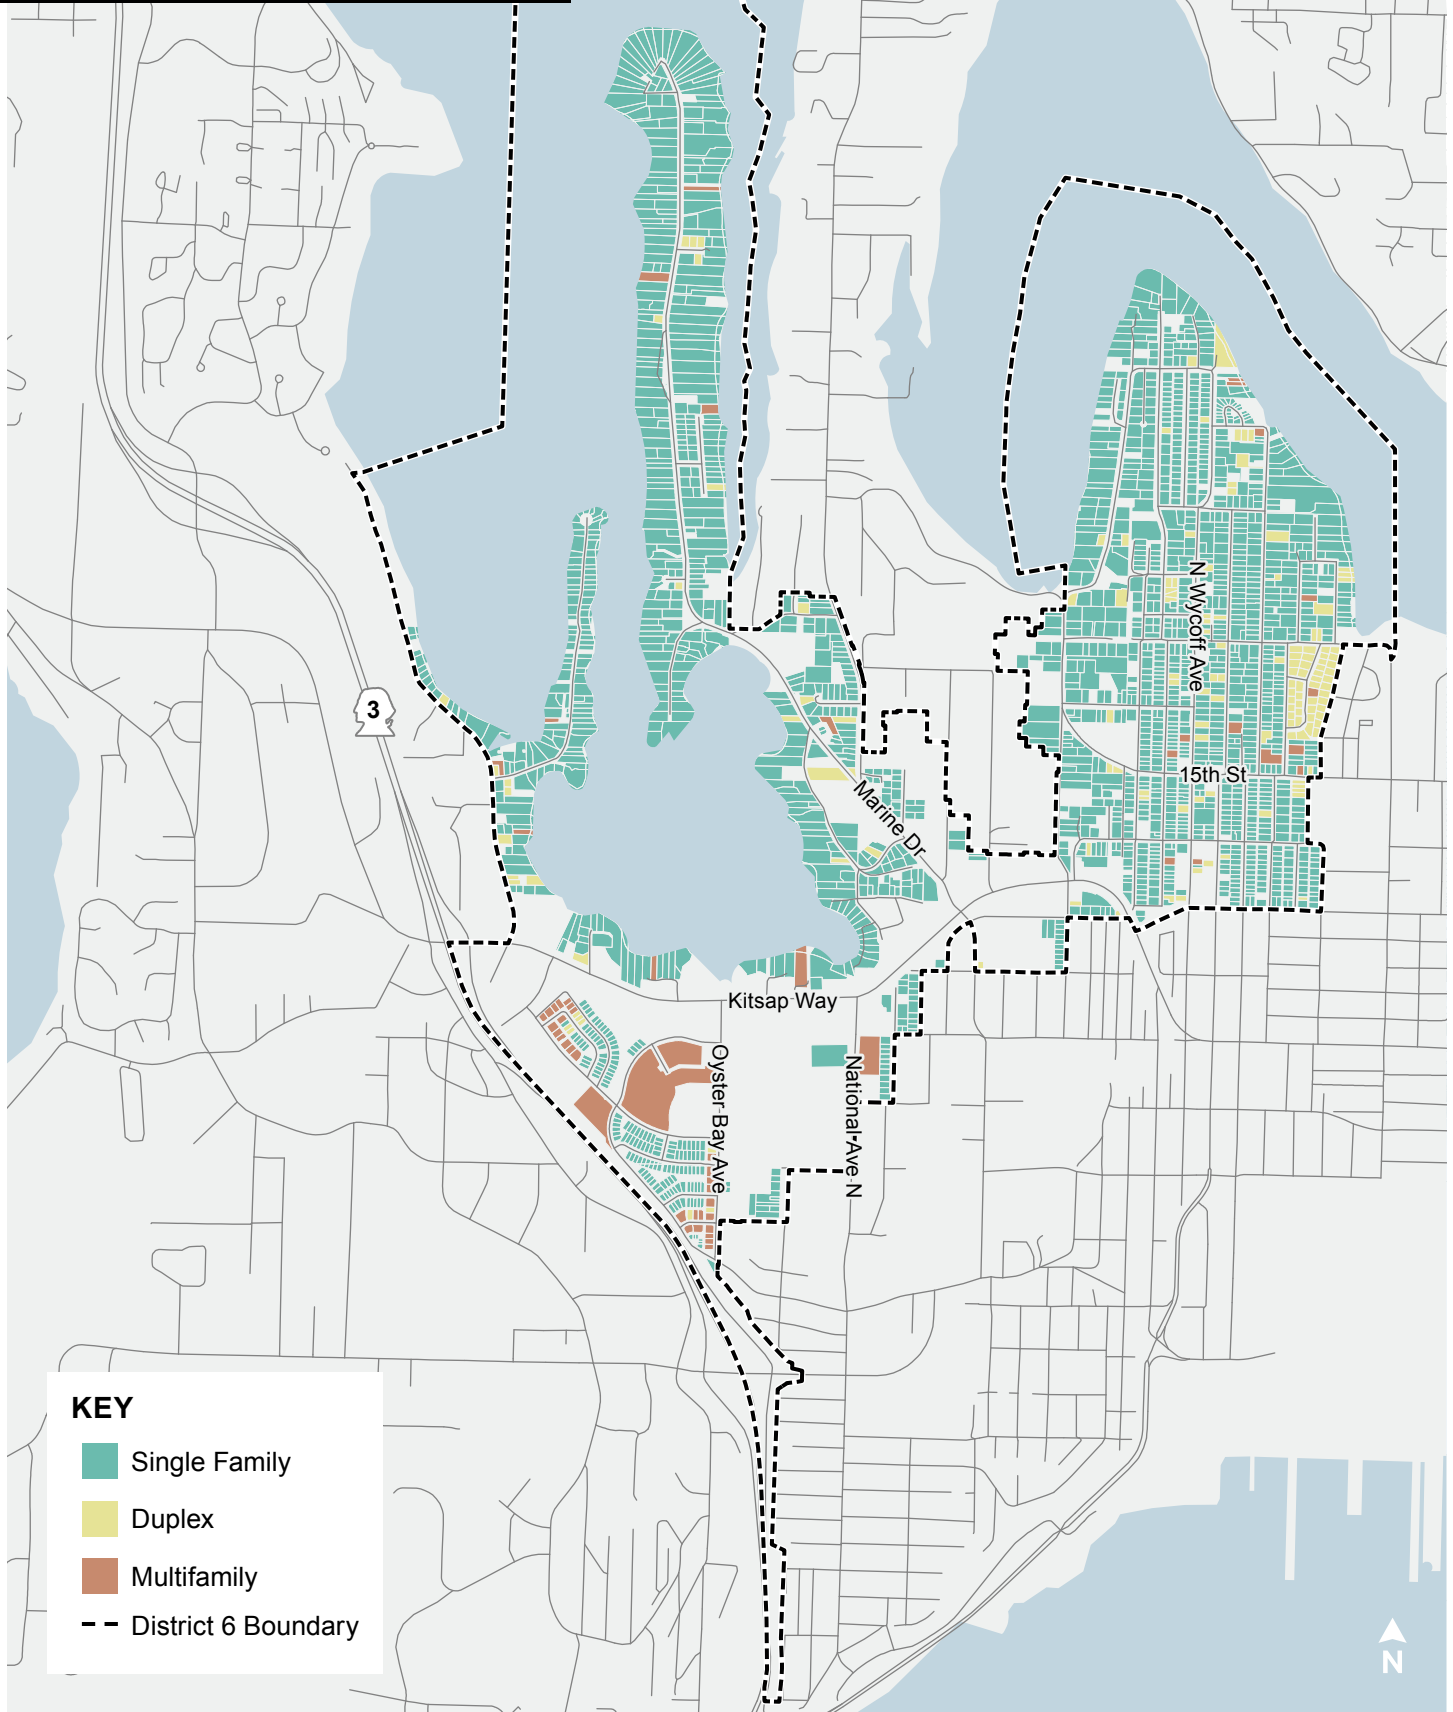 N Wycoff Ave
3
15th St
Marine Dr
Kitsap Way
Oyster Bay Ave
National Ave N
KEY
Single Family
Duplex
Multifamily
District 6 Boundary
N